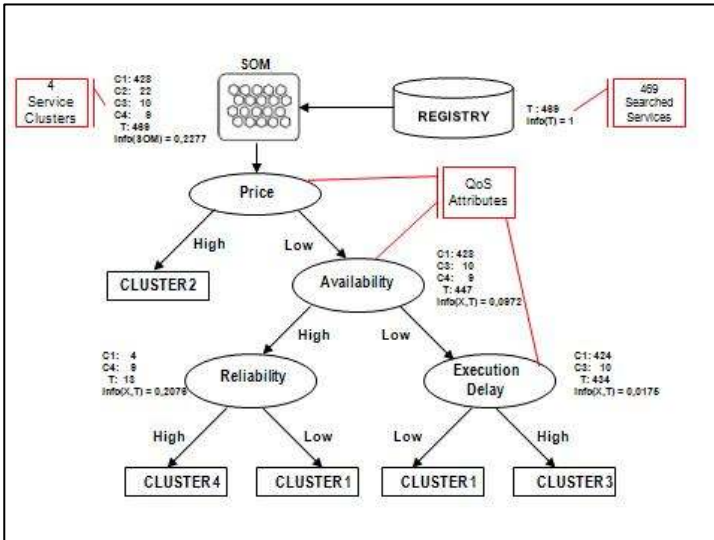 SOM
4
Service
Clusters
C1: 428
C2: 22
C3: 10
C4: 9
T: 469
Info(SOM) = 0,2277
REGISTRY
T : 469
Info(T) = 1
469
Searched
Services
Price
QoS
Attributes
High
Low
CLUSTER2
Availability
C1: 428
C3: 10
C4: 9
T: 447
Info(X,T) = 0,0972
High
Low
C1: 4
C4: 9
T: 13
Info(X,T) = 0,2076
Reliability
Execution
Delay
C1: 424
C3: 10
T: 434
Info(X,T) = 0,0175
High
Low
Low
High
CLUSTER4
CLUSTER1
CLUSTER1
CLUSTER3